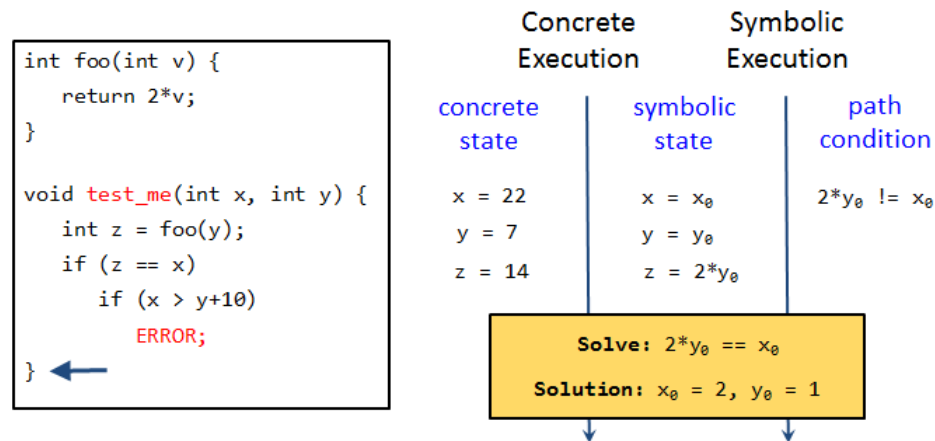 int foo(int v) {
return 2*v;
}
void test_me(int x, int y) {
int z = foo(y);
if (z == x)
if (x > y+10)
ERROR;
}
Concrete Execution
Symbolic Execution
concrete state
symbolic state
path condition
x = 22
x = x₀
2*y₀ != x₀
y = 7
y = y₀
z = 14
z = 2*y₀
Solve: 2*y₀ == x₀
Solution: x₀ = 2, y₀ = 1